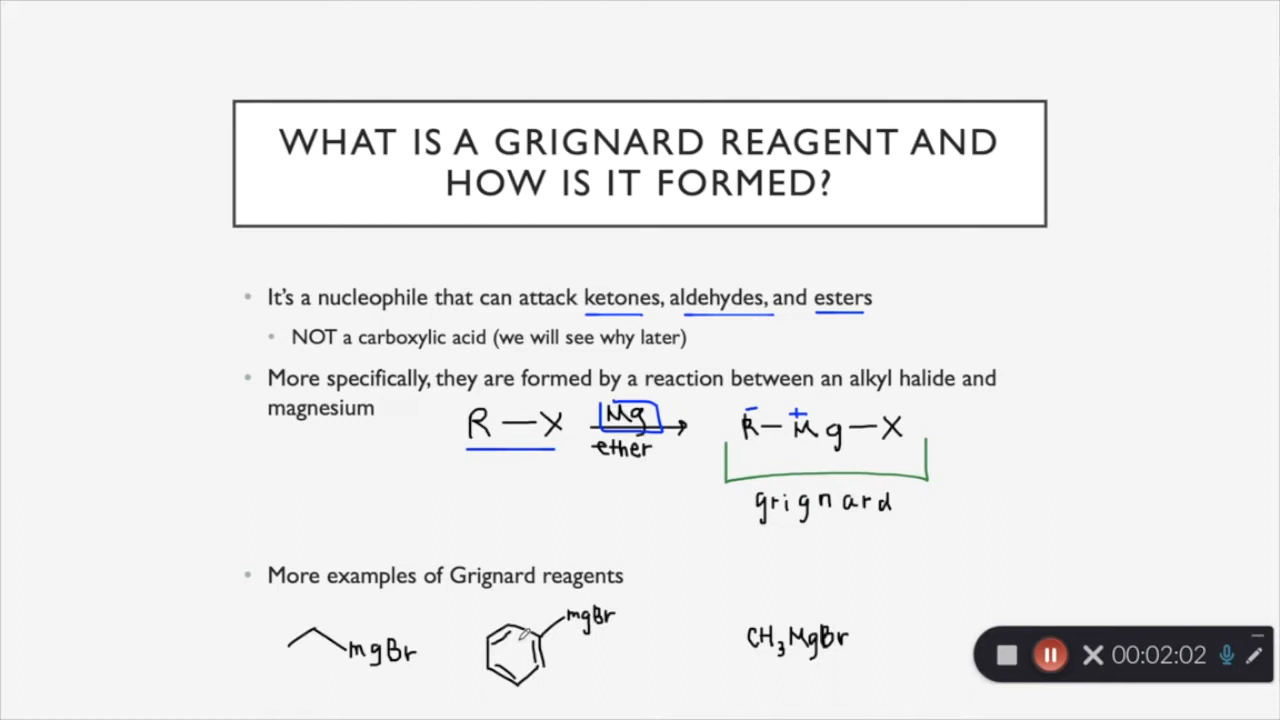 WHAT IS A GRIGNARD REAGENT AND
HOW IS IT FORMED?
• It's a nucleophile that can attack ketones, aldehydes, and esters
• NOT a carboxylic acid (we will see why later)
• More specifically, they are formed by a reaction between an alkyl halide and
magnesium
R—X Mg ether → R—Mg—X
- +
grignard
• More examples of Grignard reagents
mgBr mgBr CH₃MgBr
00:02:02